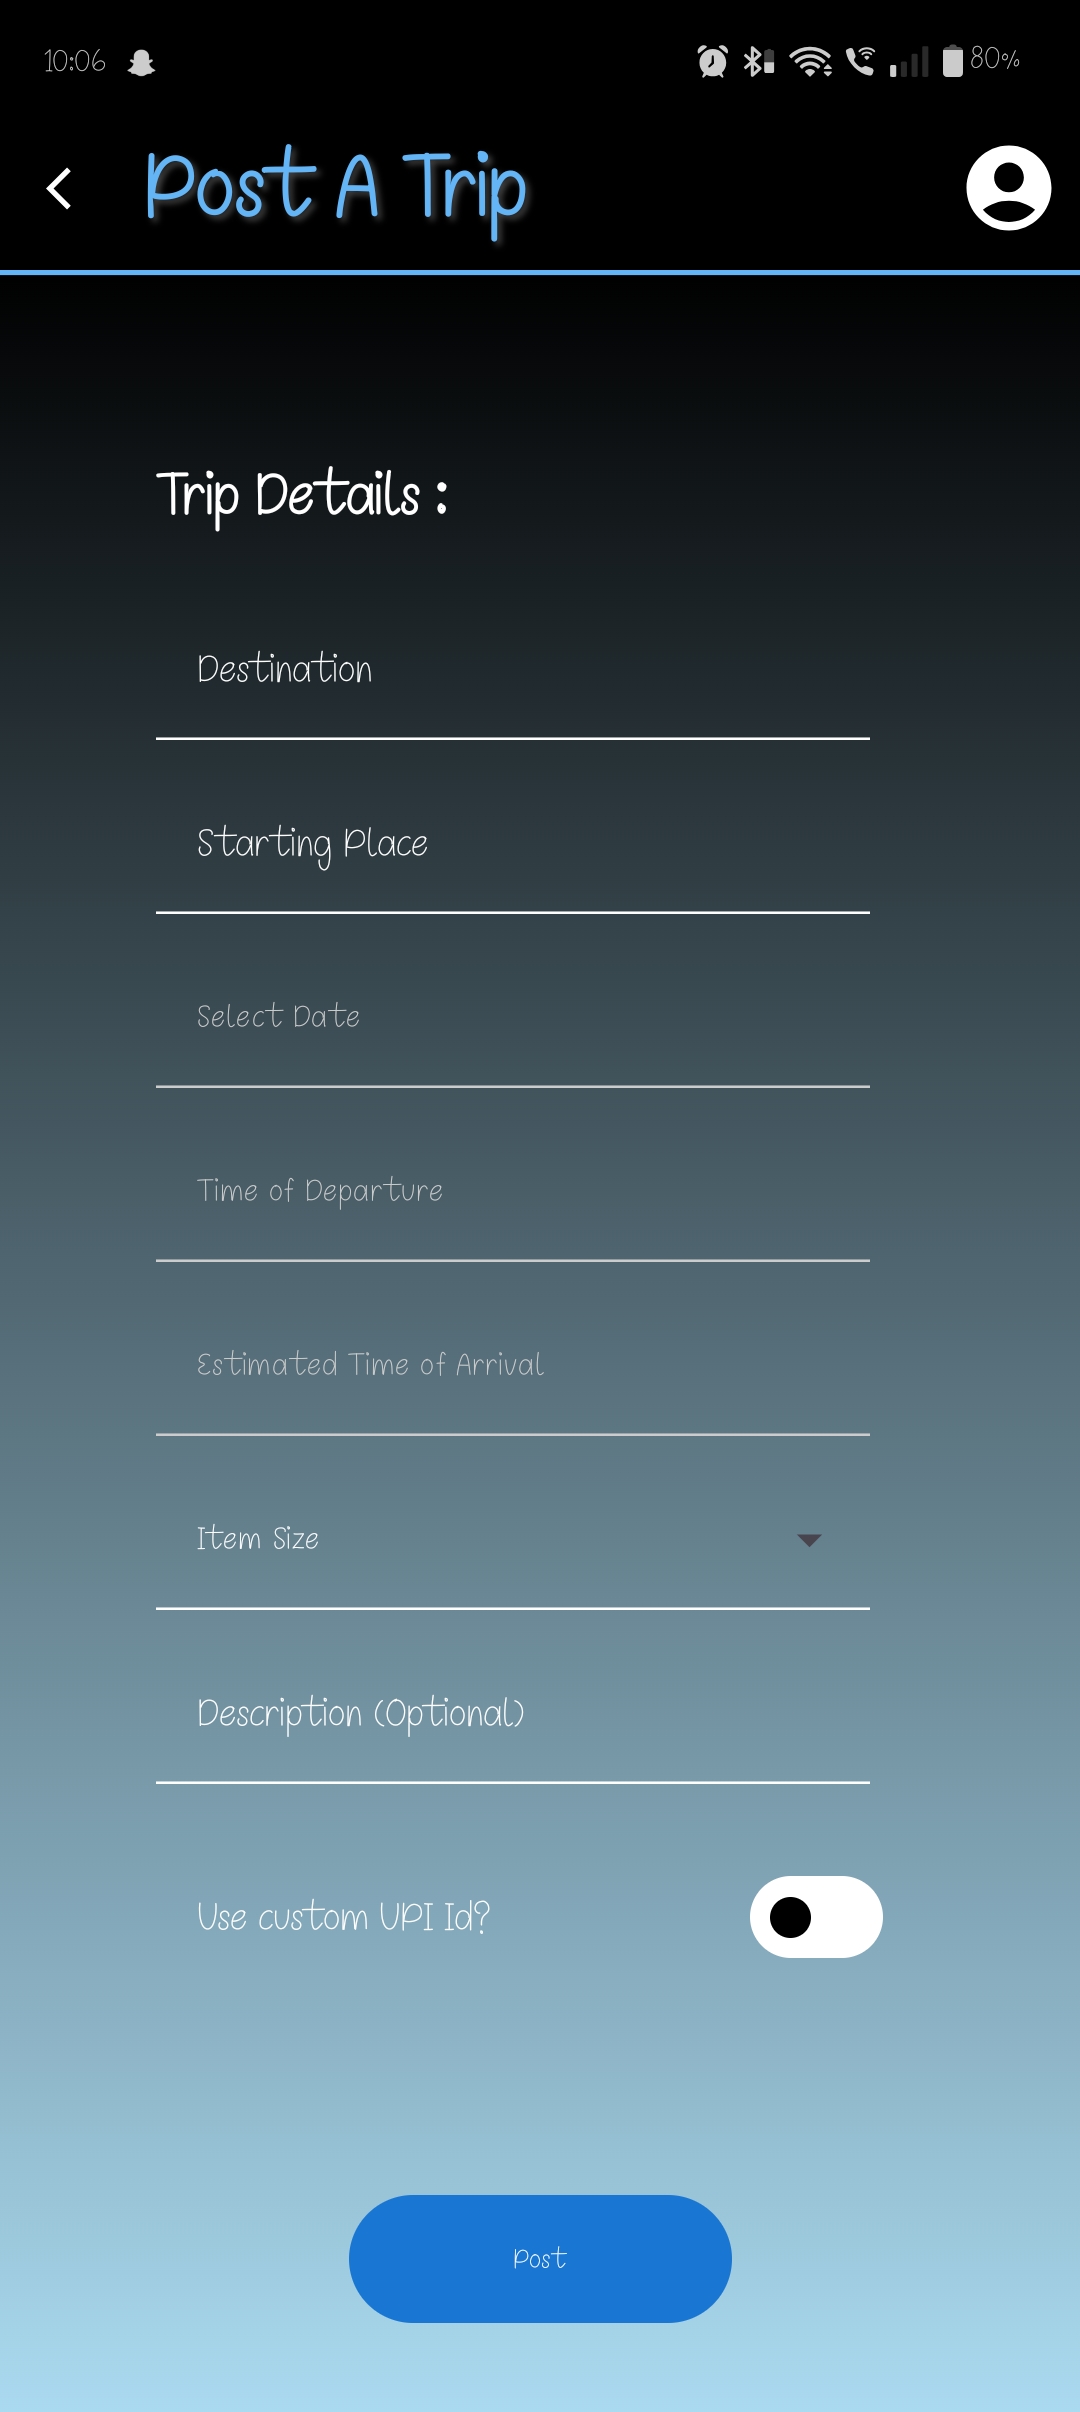 10:06 80%
Post A Trip
Trip Details :
Destination
Starting Place
Select Date
Time of Departure
Estimated Time of Arrival
Item Size
Description (Optional)
Use custom UPI Id?
Post